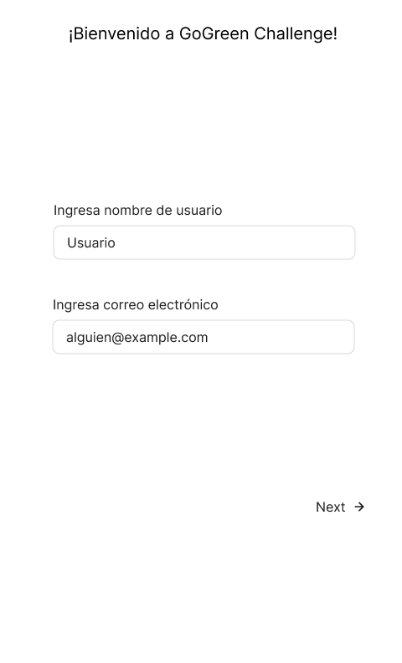 ¡Bienvenido a GoGreen Challenge!
Ingresa nombre de usuario
Usuario
Ingresa correo electrónico
alguien@example.com
Next →